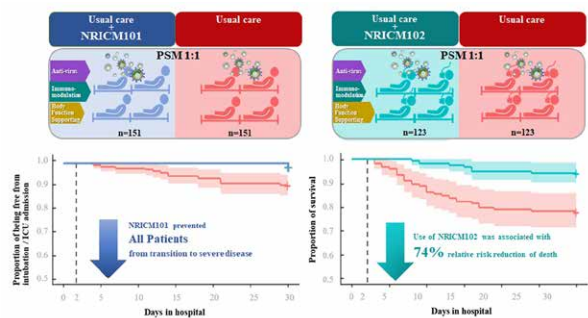 Usual care
+
NRICM101
Usual care
PSM 1:1
Anti-virus
Immuno-
modulation
Body
Function
Supporting
n=151
n=151
Proportion of being free from
intubation / ICU admission
1.0
0.9
0.8
0.7
0.6
0.5
NRICM101 prevented
All Patients
from transition to severe disease
0
2
5
10
15
20
25
30
Days in hospital
Usual care
+
NRICM102
Usual care
PSM 1:1
Anti-virus
Immuno-
modulation
Body
Function
Supporting
n=123
n=123
Proportion of survival
1.0
0.9
0.8
0.7
0.6
0.5
Use of NRICM102 was associated with
74% relative risk reduction of death
0
2
5
10
15
20
25
30
Days in hospital